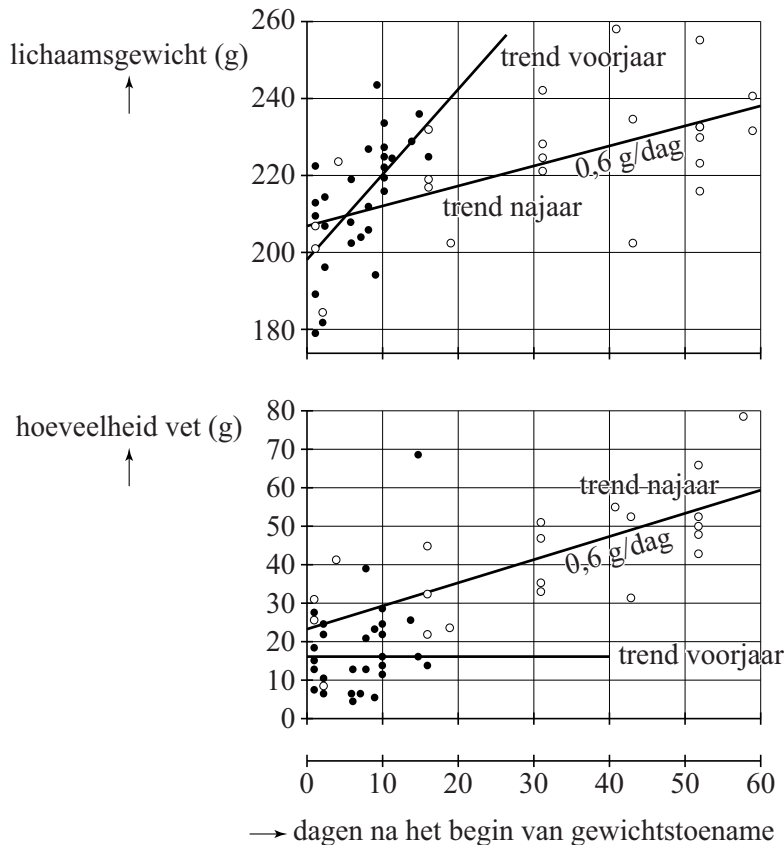 260
lichaamsgewicht (g)
trend voorjaar
240
0,6 g/dag
220
trend najaar
200
180
80
hoeveelheid vet (g)
70
60
trend najaar
50
0,6 g/dag
40
30
20
trend voorjaar
10
0
0 10 20 30 40 50 60
dagen na het begin van gewichtstoename